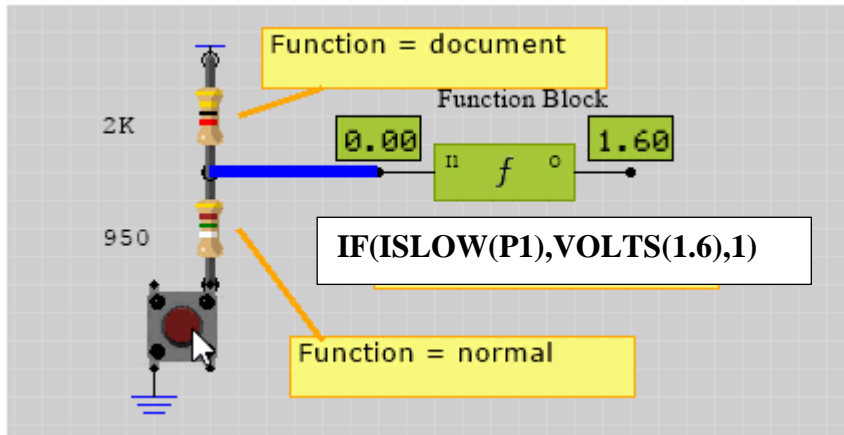 Function = document
Function Block
2K
0.00
1.60
I1 f O
950
IF(ISLOW(P1),VOLTS(1.6),1)
Function = normal